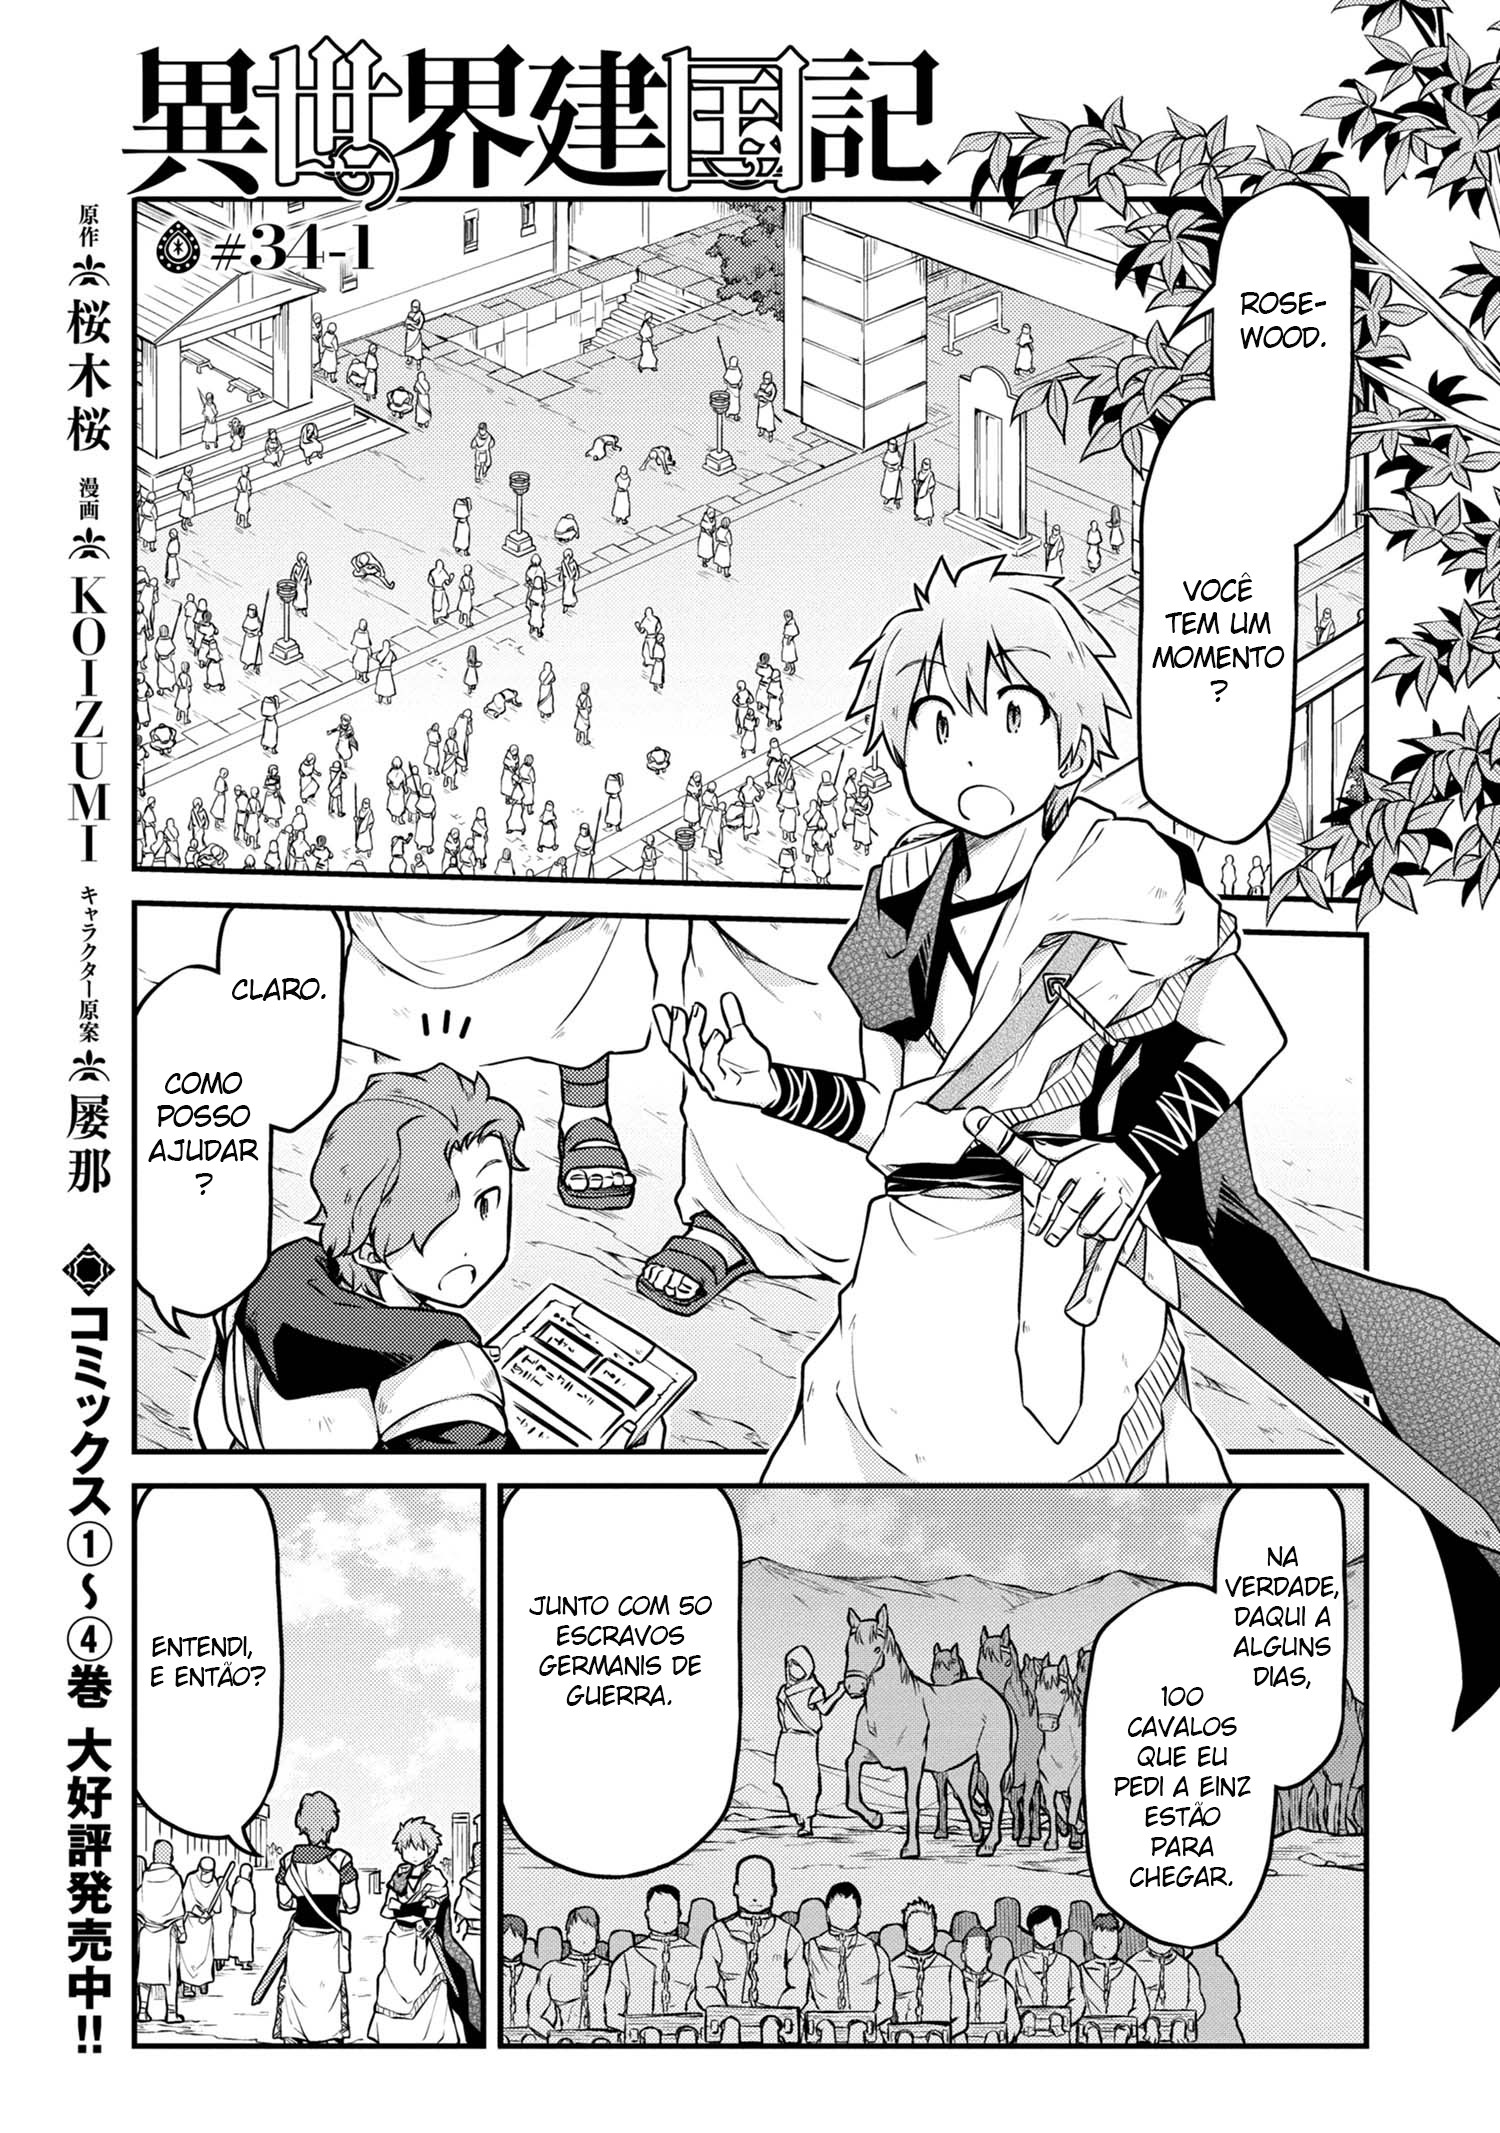 異世界建国記
#34-1
原作
桜木桜
漫画
KOIZUMI
キャラクター原案
屡那
コミックス①～④巻 大好評発売中!!
ROSE-
WOOD.
VOCÊ
TEM UM
MOMENTO
?
CLARO.
COMO
POSSO
AJUDAR
?
NA
VERDADE,
DAQUI A
ALGUNS
DIAS,
100
CAVALOS
QUE EU
PEDI A EINZ
ESTÃO
PARA
CHEGAR.
JUNTO COM 50
ESCRAVOS
GERMANIS DE
GUERRA.
ENTENDI,
E ENTÃO?